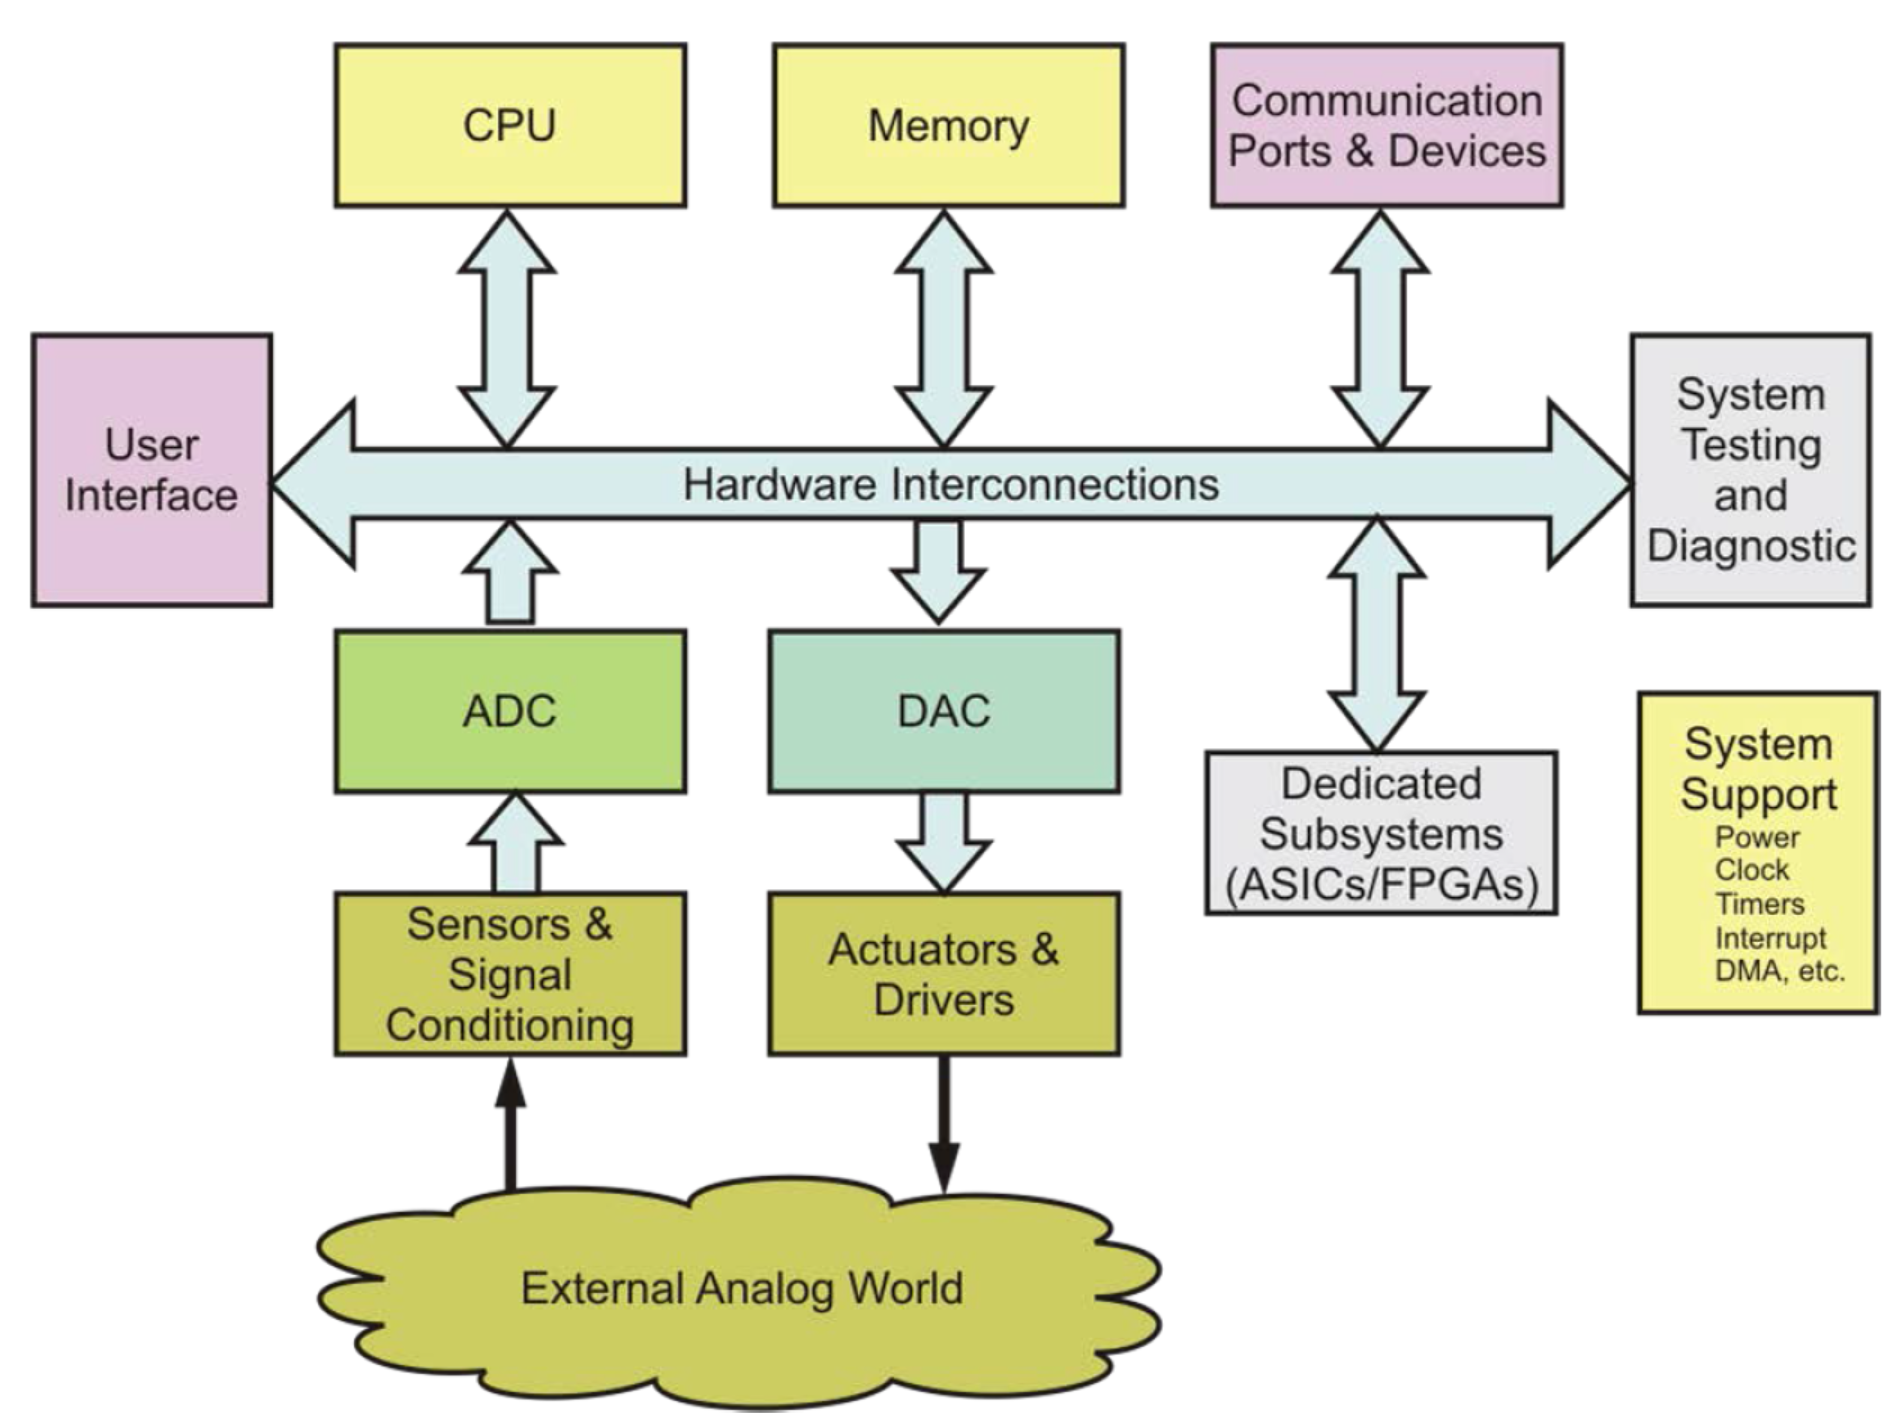 CPU
Memory
Communication
Ports & Devices
User
Interface
Hardware Interconnections
System
Testing
and
Diagnostic
ADC
DAC
Dedicated
Subsystems
(ASICs/FPGAs)
System
Support
Power
Clock
Timers
Interrupt
DMA, etc.
Sensors &
Signal
Conditioning
Actuators &
Drivers
External Analog World